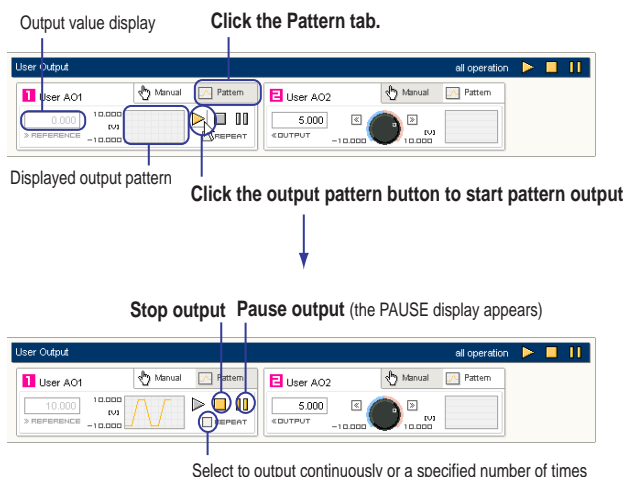 Output value display
Click the Pattern tab.
User Output
all operation
1 User AO1
Manual
Pattern
2 User AO2
Manual
Pattern
0.000
10.000
[V]
-10.000
» REFERENCE
REPEAT
5.000
«OUTPUT
[V]
-10.000
10.000
Displayed output pattern
Click the output pattern button to start pattern output
Stop output
Pause output (the PAUSE display appears)
User Output
all operation
1 User AO1
Manual
Pattern
2 User AO2
Manual
Pattern
10.000
10.000
[V]
-10.000
» REFERENCE
REPEAT
5.000
«OUTPUT
[V]
-10.000
10.000
Select to output continuously or a specified number of times